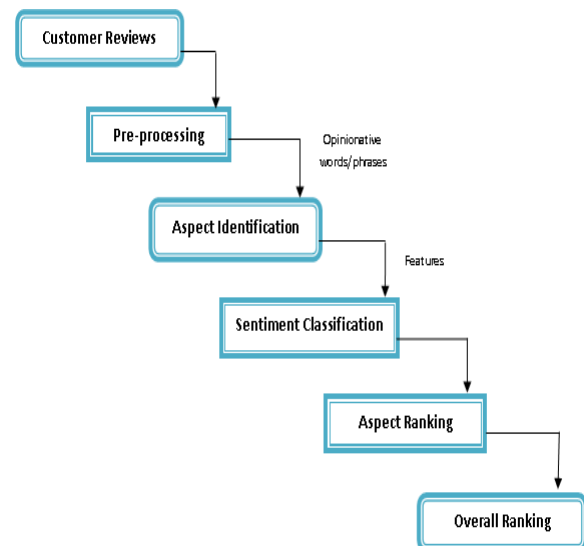 Customer Reviews
Pre-processing
Opinionative
words/phrases
Aspect Identification
Features
Sentiment Classification
Aspect Ranking
Overall Ranking